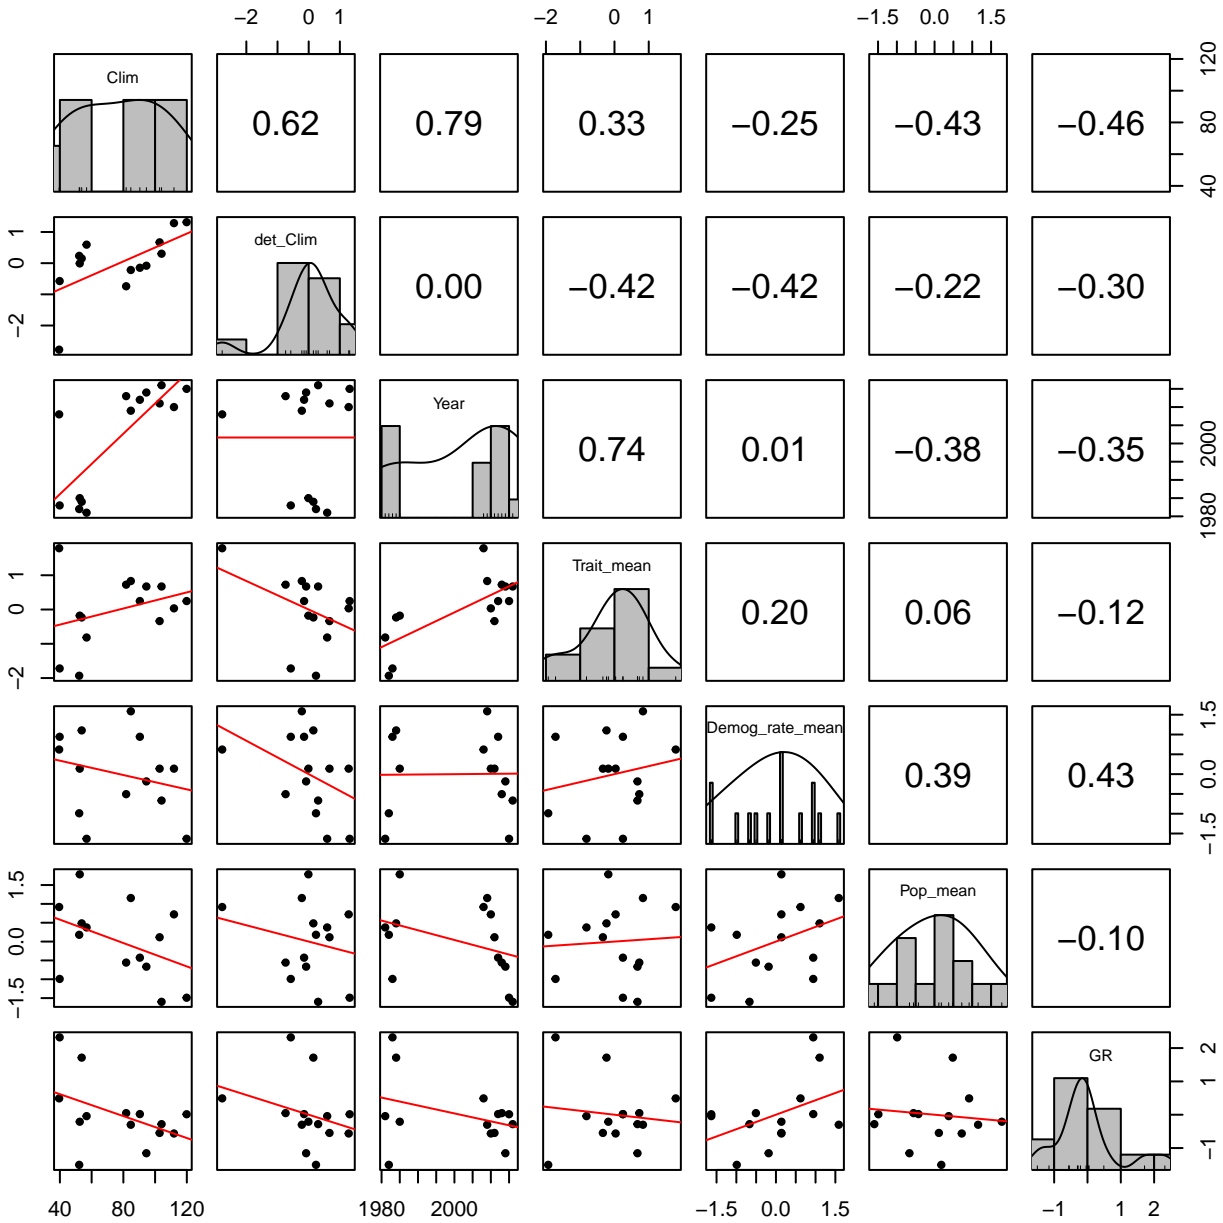 −2 0 1 −2 0 1 −1.5 0.0 1.5
Clim 0.62 0.79 0.33 −0.25 −0.43 −0.46 40 80 120
−2 0 1 det_Clim 0.00 −0.42 −0.42 −0.22 −0.30
Year 0.74 0.01 −0.38 −0.35 1980 2000
−2 0 1 Trait_mean 0.20 0.06 −0.12
Demog_rate_mean 0.39 0.43 −1.5 0.0 1.5
−1.5 0.0 1.5 Pop_mean −0.10
GR −1 1 2
40 80 120 1980 2000 −1.5 0.0 1.5 −1 1 2